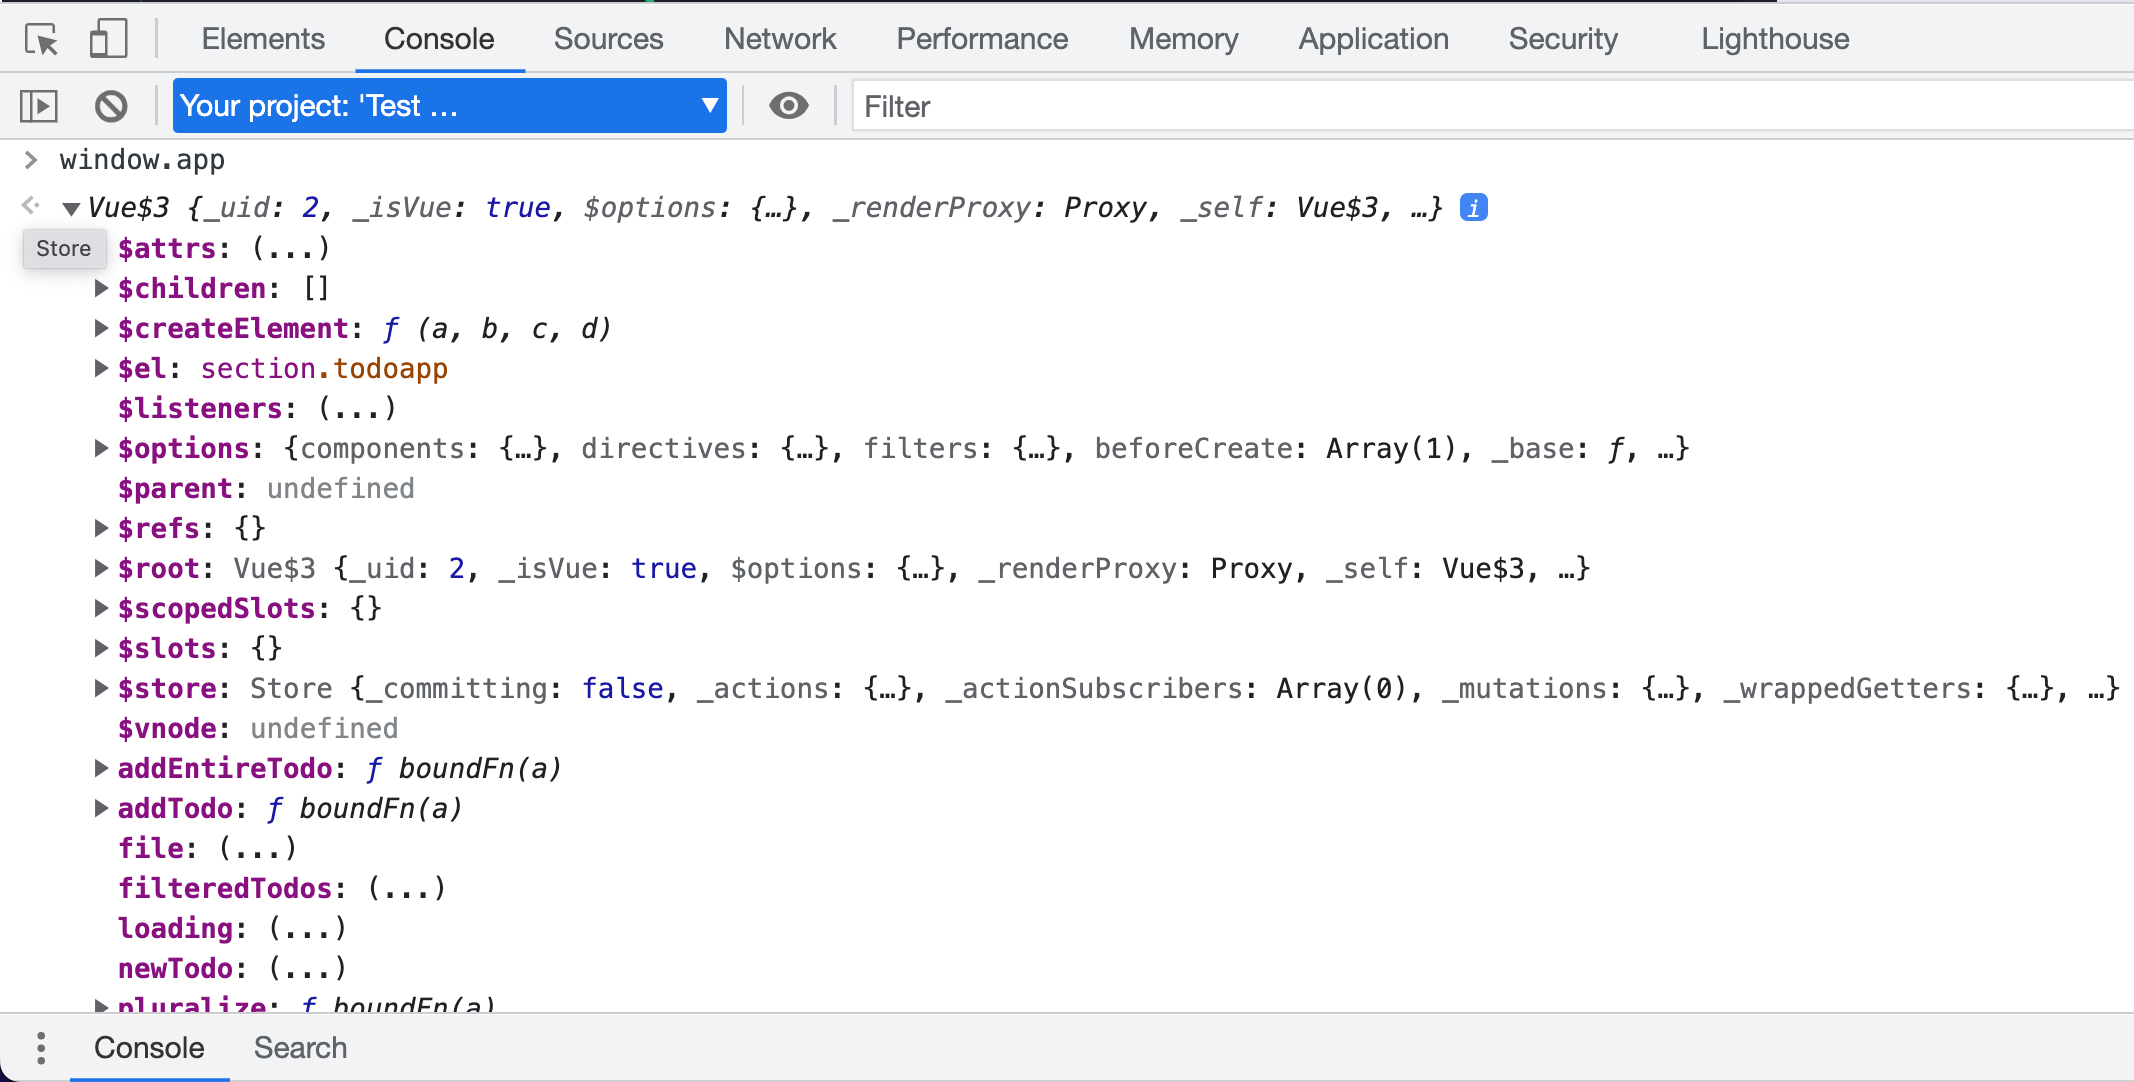 Elements Console Sources Network Performance Memory Application Security Lighthouse
Your project: 'Test … ▼ Filter
> window.app
Vue$3 {_uid: 2, _isVue: true, $options: {…}, _renderProxy: Proxy, _self: Vue$3, …} i
Store
$attrs: (...)
$children: []
$createElement: ƒ (a, b, c, d)
$el: section.todoapp
$listeners: (...)
$options: {components: {…}, directives: {…}, filters: {…}, beforeCreate: Array(1), _base: ƒ, …}
$parent: undefined
$refs: {}
$root: Vue$3 {_uid: 2, _isVue: true, $options: {…}, _renderProxy: Proxy, _self: Vue$3, …}
$scopedSlots: {}
$slots: {}
$store: Store {_committing: false, _actions: {…}, _actionSubscribers: Array(0), _mutations: {…}, _wrappedGetters: {…}, …}
$vnode: undefined
addEntireTodo: ƒ boundFn(a)
addTodo: ƒ boundFn(a)
file: (...)
filteredTodos: (...)
loading: (...)
newTodo: (...)
pluralize: ƒ boundFn(a)
Console Search